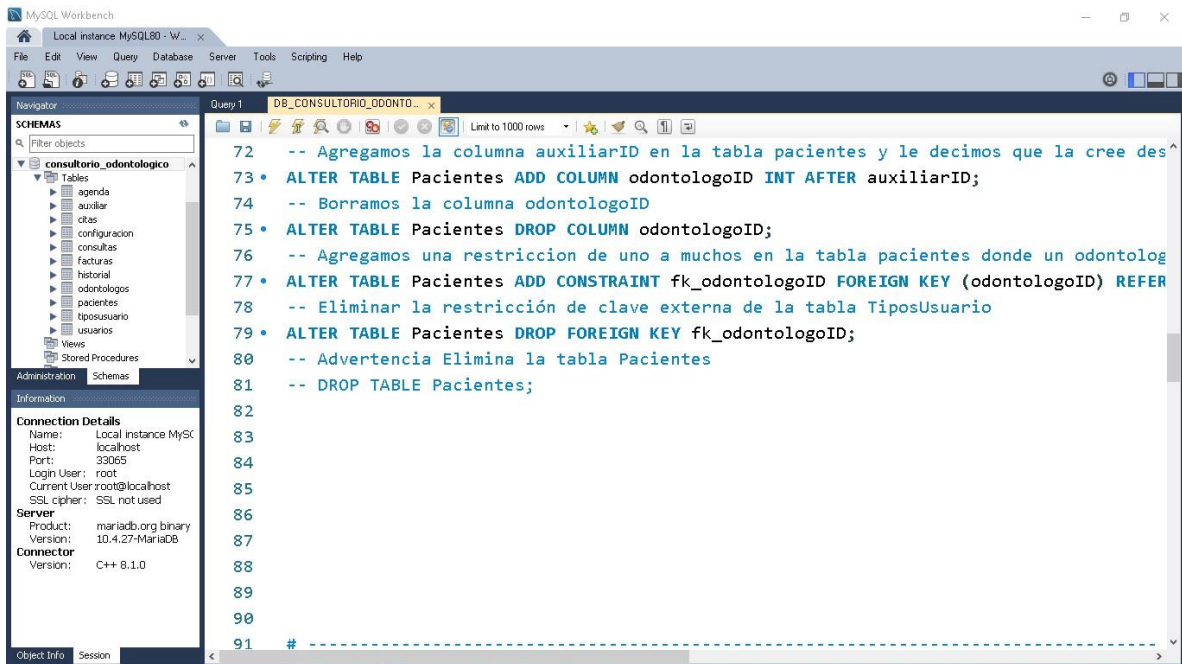 MySQL Workbench
Local instance MySQL80 - W... ×
File Edit View Query Database Server Tools Scripting Help
Navigator
SCHEMAS
Filter objects
consultorio_odontologico
Tables
agenda
auxiliar
citas
configuracion
consultas
facturas
historial
odontologos
pacientes
tiposusuario
usuarios
Views
Stored Procedures
Administration Schemas
Information
Connection Details
Name: Local instance MySQ
Host: localhost
Port: 33065
Login User: root
Current User: root@localhost
SSL cipher: SSL not used
Server
Product: mariadb.org binary
Version: 10.4.27-MariaDB
Connector
Version: C++ 8.1.0
Object Info Session
Query 1 DB_CONSULTORIO_ODONTO... ×
Limit to 1000 rows
72 -- Agregamos la columna auxiliarID en la tabla pacientes y le decimos que la cree des
73 ALTER TABLE Pacientes ADD COLUMN odontologoID INT AFTER auxiliarID;
74 -- Borramos la columna odontologoID
75 ALTER TABLE Pacientes DROP COLUMN odontologoID;
76 -- Agregamos una restriccion de uno a muchos en la tabla pacientes donde un odontolog
77 ALTER TABLE Pacientes ADD CONSTRAINT fk_odontologoID FOREIGN KEY (odontologoID) REFER
78 -- Eliminar la restricción de clave externa de la tabla TiposUsuario
79 ALTER TABLE Pacientes DROP FOREIGN KEY fk_odontologoID;
80 -- Advertencia Elimina la tabla Pacientes
81 -- DROP TABLE Pacientes;
82
83
84
85
86
87
88
89
90
91 # --------------------------------------------------------------------------------